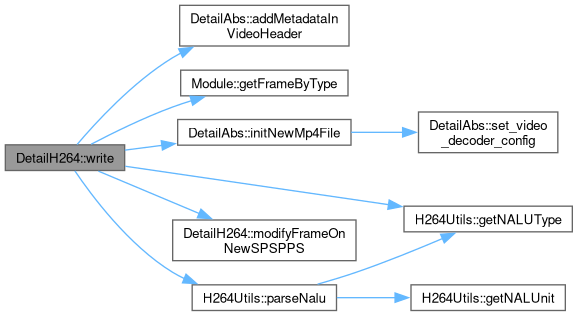 DetailH264::write
DetailAbs::addMetadataIn
VideoHeader
Module::getFrameByType
DetailAbs::initNewMp4File
DetailAbs::set_video
_decoder_config
DetailH264::modifyFrameOn
NewSPSPPS
H264Utils::getNALUType
H264Utils::parseNalu
H264Utils::getNALUnit